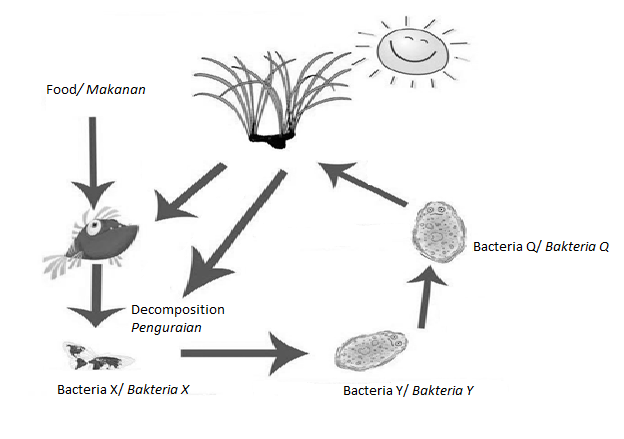 Food/ Makanan
Decomposition
Penguraian
Bacteria Q/ Bakteria Q
Bacteria X/ Bakteria X
Bacteria Y/ Bakteria Y